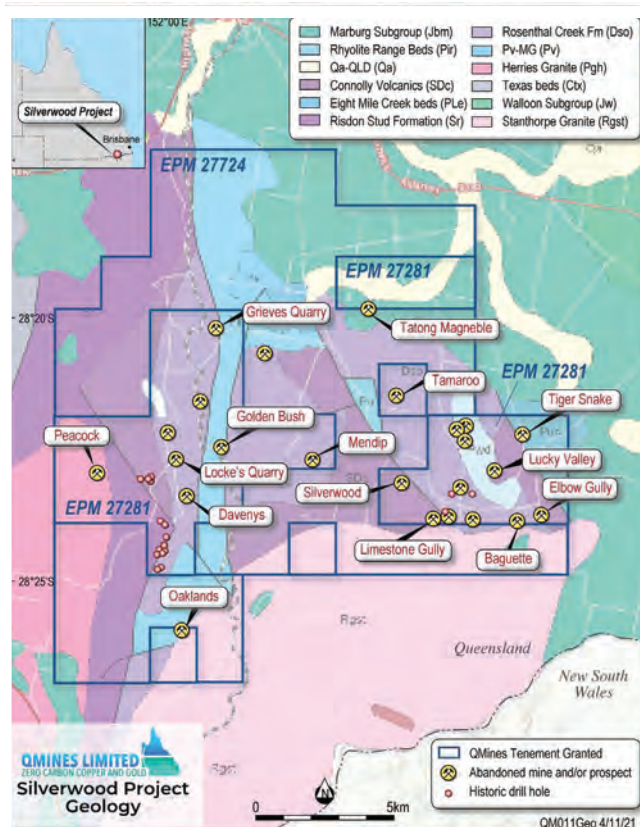 152°00 E
Marburg Subgroup (Jbm)
Rhyolite Range Beds (Pir)
Qa-QLD (Qa)
Connolly Volcanics (SDc)
Eight Mile Creek beds (PLe)
Risdon Stud Formation (Sr)
Rosenthal Creek Fm (Dso)
Pv-MG (Pv)
Herries Granite (Pgh)
Texas beds (Ctx)
Walloon Subgroup (Jw)
Stanthorpe Granite (Rgst)
Silverwood Project
Brisbane
EPM 27724
EPM 27281
28°20'S
Grieves Quarry
Tatong Magneble
Dso
Tamaroo
EPM 27281
Tiger Snake
Golden Bush
Peacock
Mendip
Lucky Valley
Locke's Quarry
Silverwood
Elbow Gully
EPM 27281
Davenys
Limestone Gully
Baguette
28°25'S
Oaklands
Rgst
Queensland
New South
Wales
Rgst
QMINES LIMITED
ZERO CARBON COPPER AND GOLD
Silverwood Project
Geology
0
5km
QMines Tenement Granted
Abandoned mine and/or prospect
Historic drill hole
QM011Geo 4/11/21